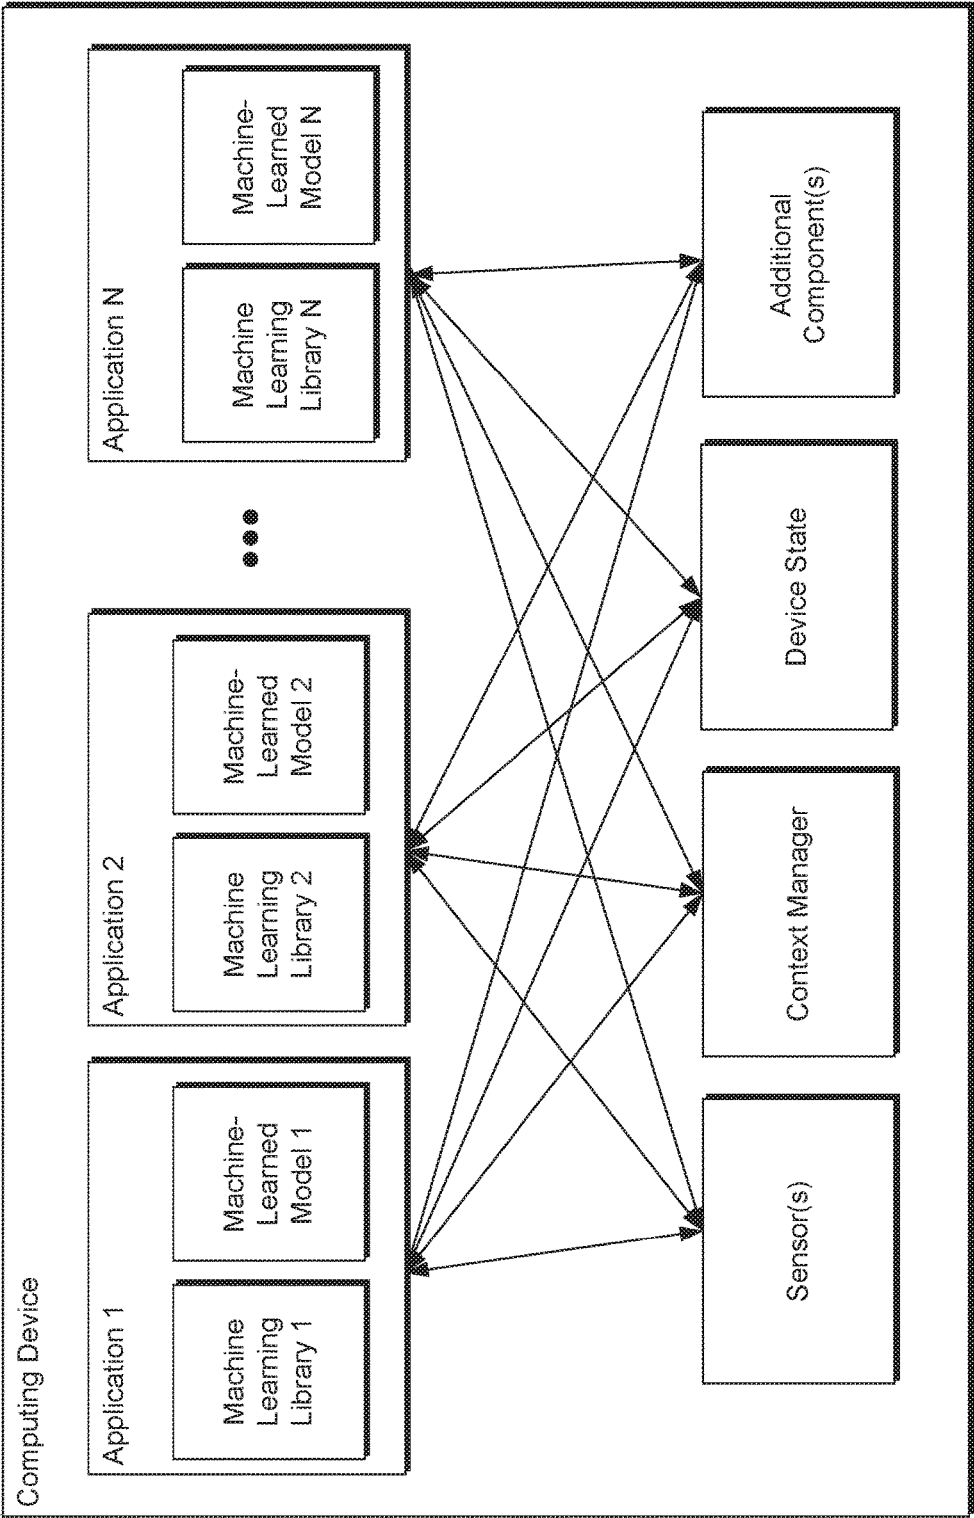 Computing Device
Application 1
Machine
Learning
Library 1
Machine-
Learned
Model 1
Application 2
Machine
Learning
Library 2
Machine-
Learned
Model 2
Application N
Machine
Learning
Library N
Machine-
Learned
Model N
Sensor(s)
Context Manager
Device State
Additional
Component(s)